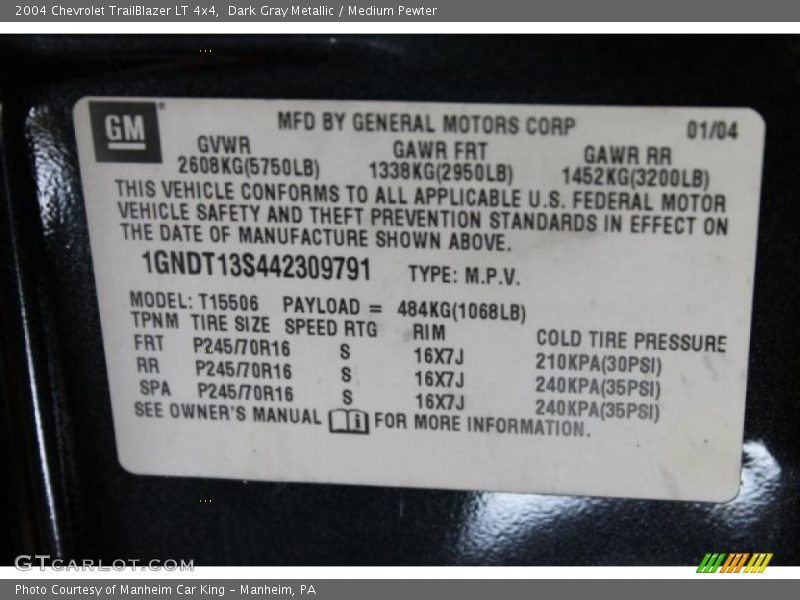 2004 Chevrolet TrailBlazer LT 4x4, Dark Gray Metallic / Medium Pewter
GM
MFD BY GENERAL MOTORS CORP 01/04
GVWR GAWR FRT GAWR RR
2608KG(5750LB) 1338KG(2950LB) 1452KG(3200LB)
THIS VEHICLE CONFORMS TO ALL APPLICABLE U.S. FEDERAL MOTOR
VEHICLE SAFETY AND THEFT PREVENTION STANDARDS IN EFFECT ON
THE DATE OF MANUFACTURE SHOWN ABOVE.
1GNDT13S442309791 TYPE: M.P.V.
MODEL: T15506 PAYLOAD = 484KG(1068LB)
TPNM TIRE SIZE SPEED RTG RIM COLD TIRE PRESSURE
FRT P245/70R16 S 16X7J 210KPA(30PSI)
RR P245/70R16 S 16X7J 240KPA(35PSI)
SPA P245/70R16 S 16X7J 240KPA(35PSI)
SEE OWNER'S MANUAL i FOR MORE INFORMATION.
GTCarlot.com
Photo Courtesy of Manheim Car King - Manheim, PA